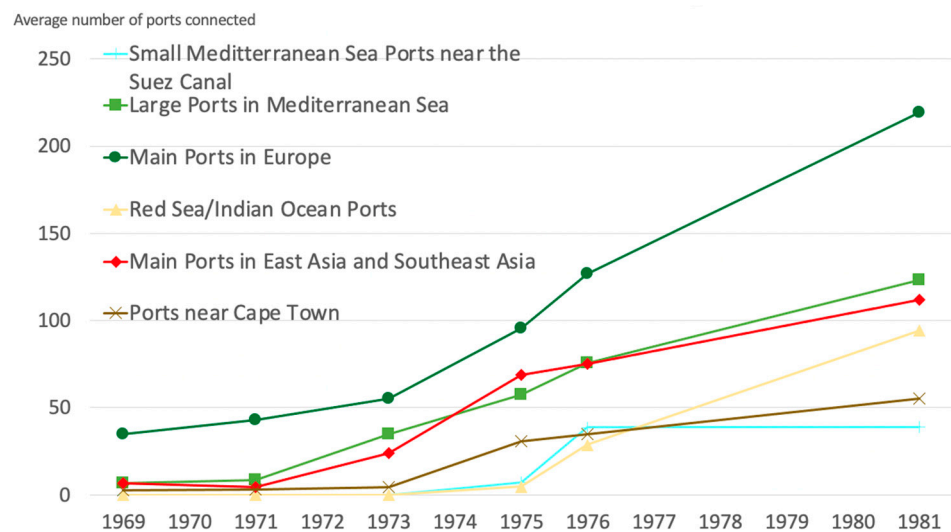 Average number of ports connected
250
Small Meditterranean Sea Ports near the
Suez Canal
Large Ports in Mediterranean Sea
200
Main Ports in Europe
Red Sea/Indian Ocean Ports
150
Main Ports in East Asia and Southeast Asia
100
Ports near Cape Town
50
0
1969 1970 1971 1972 1973 1974 1975 1976 1977 1978 1979 1980 1981